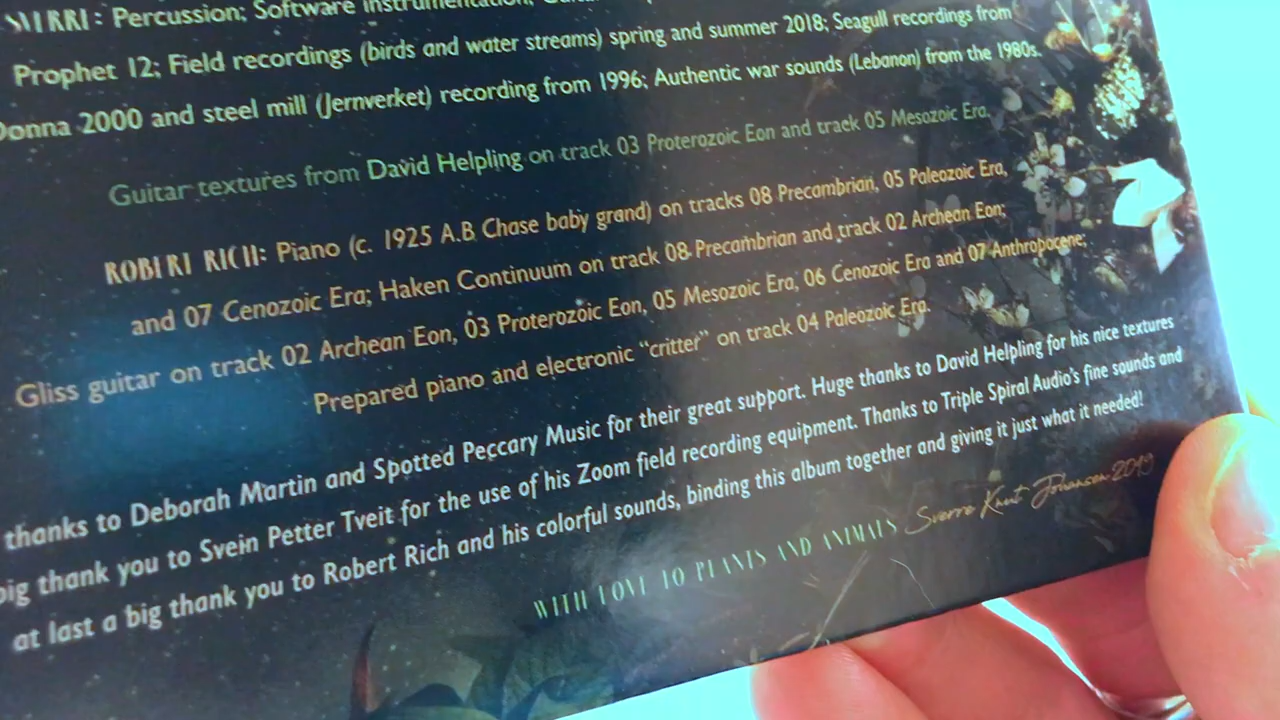 Percussion; Software Instrumentation;
Prophet 12; Field recordings (birds and water streams) spring and summer 2018; Seagull recordings from
Donna 2000 and steel mill (Jernverket) recording from 1996; Authentic war sounds (Lebanon) from the 1980s.
Guitar textures from David Helpling on track 03 Proterozoic Eon and track 05 Mesozoic Era.
ROBERT RICH: Piano (c. 1925 A.B Chase baby grand) on tracks 08 Precambrian, 05 Paleozoic Era,
and 07 Cenozoic Era; Haken Continuum on track 08 Precambrian and track 02 Archean Eon;
Gliss guitar on track 02 Archean Eon, 03 Proterozoic Eon, 05 Mesozoic Era, 06 Cenozoic Era and 07 Anthropocene;
Prepared piano and electronic "critter" on track 04 Paleozoic Era.
thanks to Deborah Martin and Spotted Peccary Music for their great support. Huge thanks to David Helpling for his nice textures
big thank you to Svein Petter Tveit for the use of his Zoom field recording equipment. Thanks to Triple Spiral Audio's fine sounds and
at last a big thank you to Robert Rich and his colorful sounds, binding this album together and giving it just what it needed!
WITH LOVE TO PLANTS AND ANIMALS Sverre Knut Johansen 2019